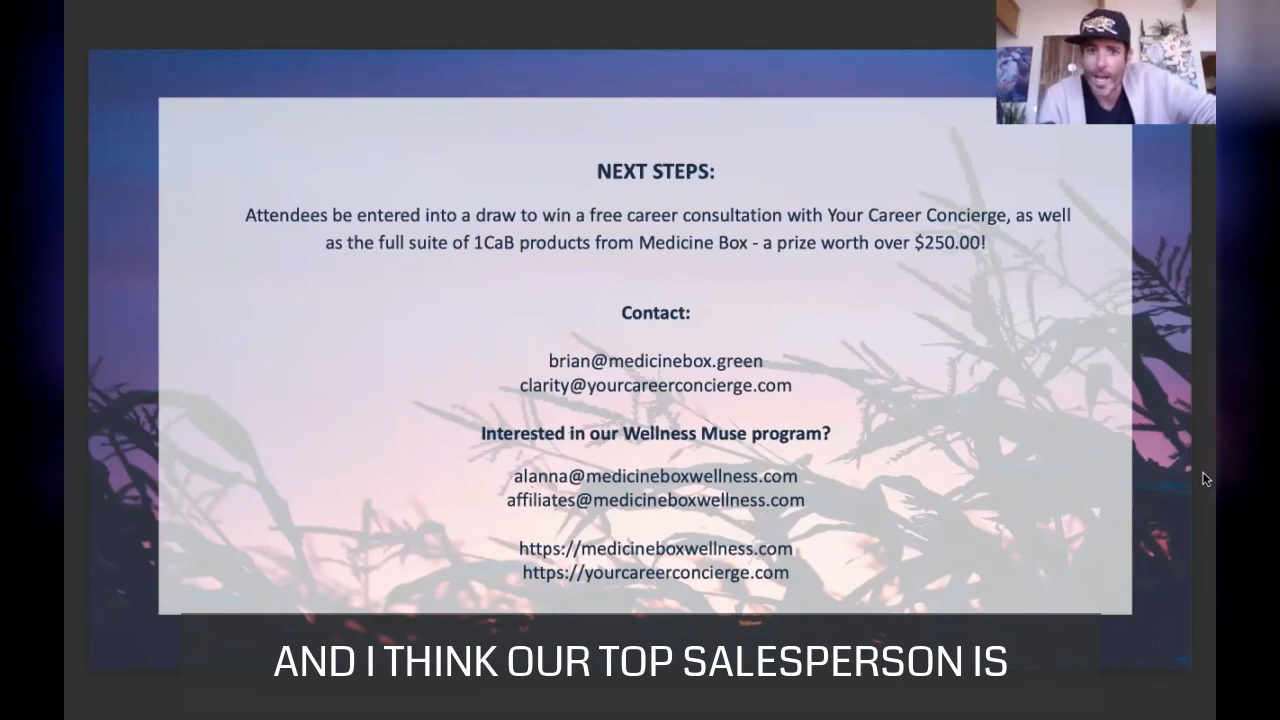 NEXT STEPS:
Attendees be entered into a draw to win a free career consultation with Your Career Concierge, as well
as the full suite of 1CaB products from Medicine Box - a prize worth over $250.00!
Contact:
brian@medicinebox.green
clarity@yourcareerconcierge.com
Interested in our Wellness Muse program?
alanna@medicineboxwellness.com
affiliates@medicineboxwellness.com
https://medicineboxwellness.com
https://yourcareerconcierge.com
AND I THINK OUR TOP SALESPERSON IS